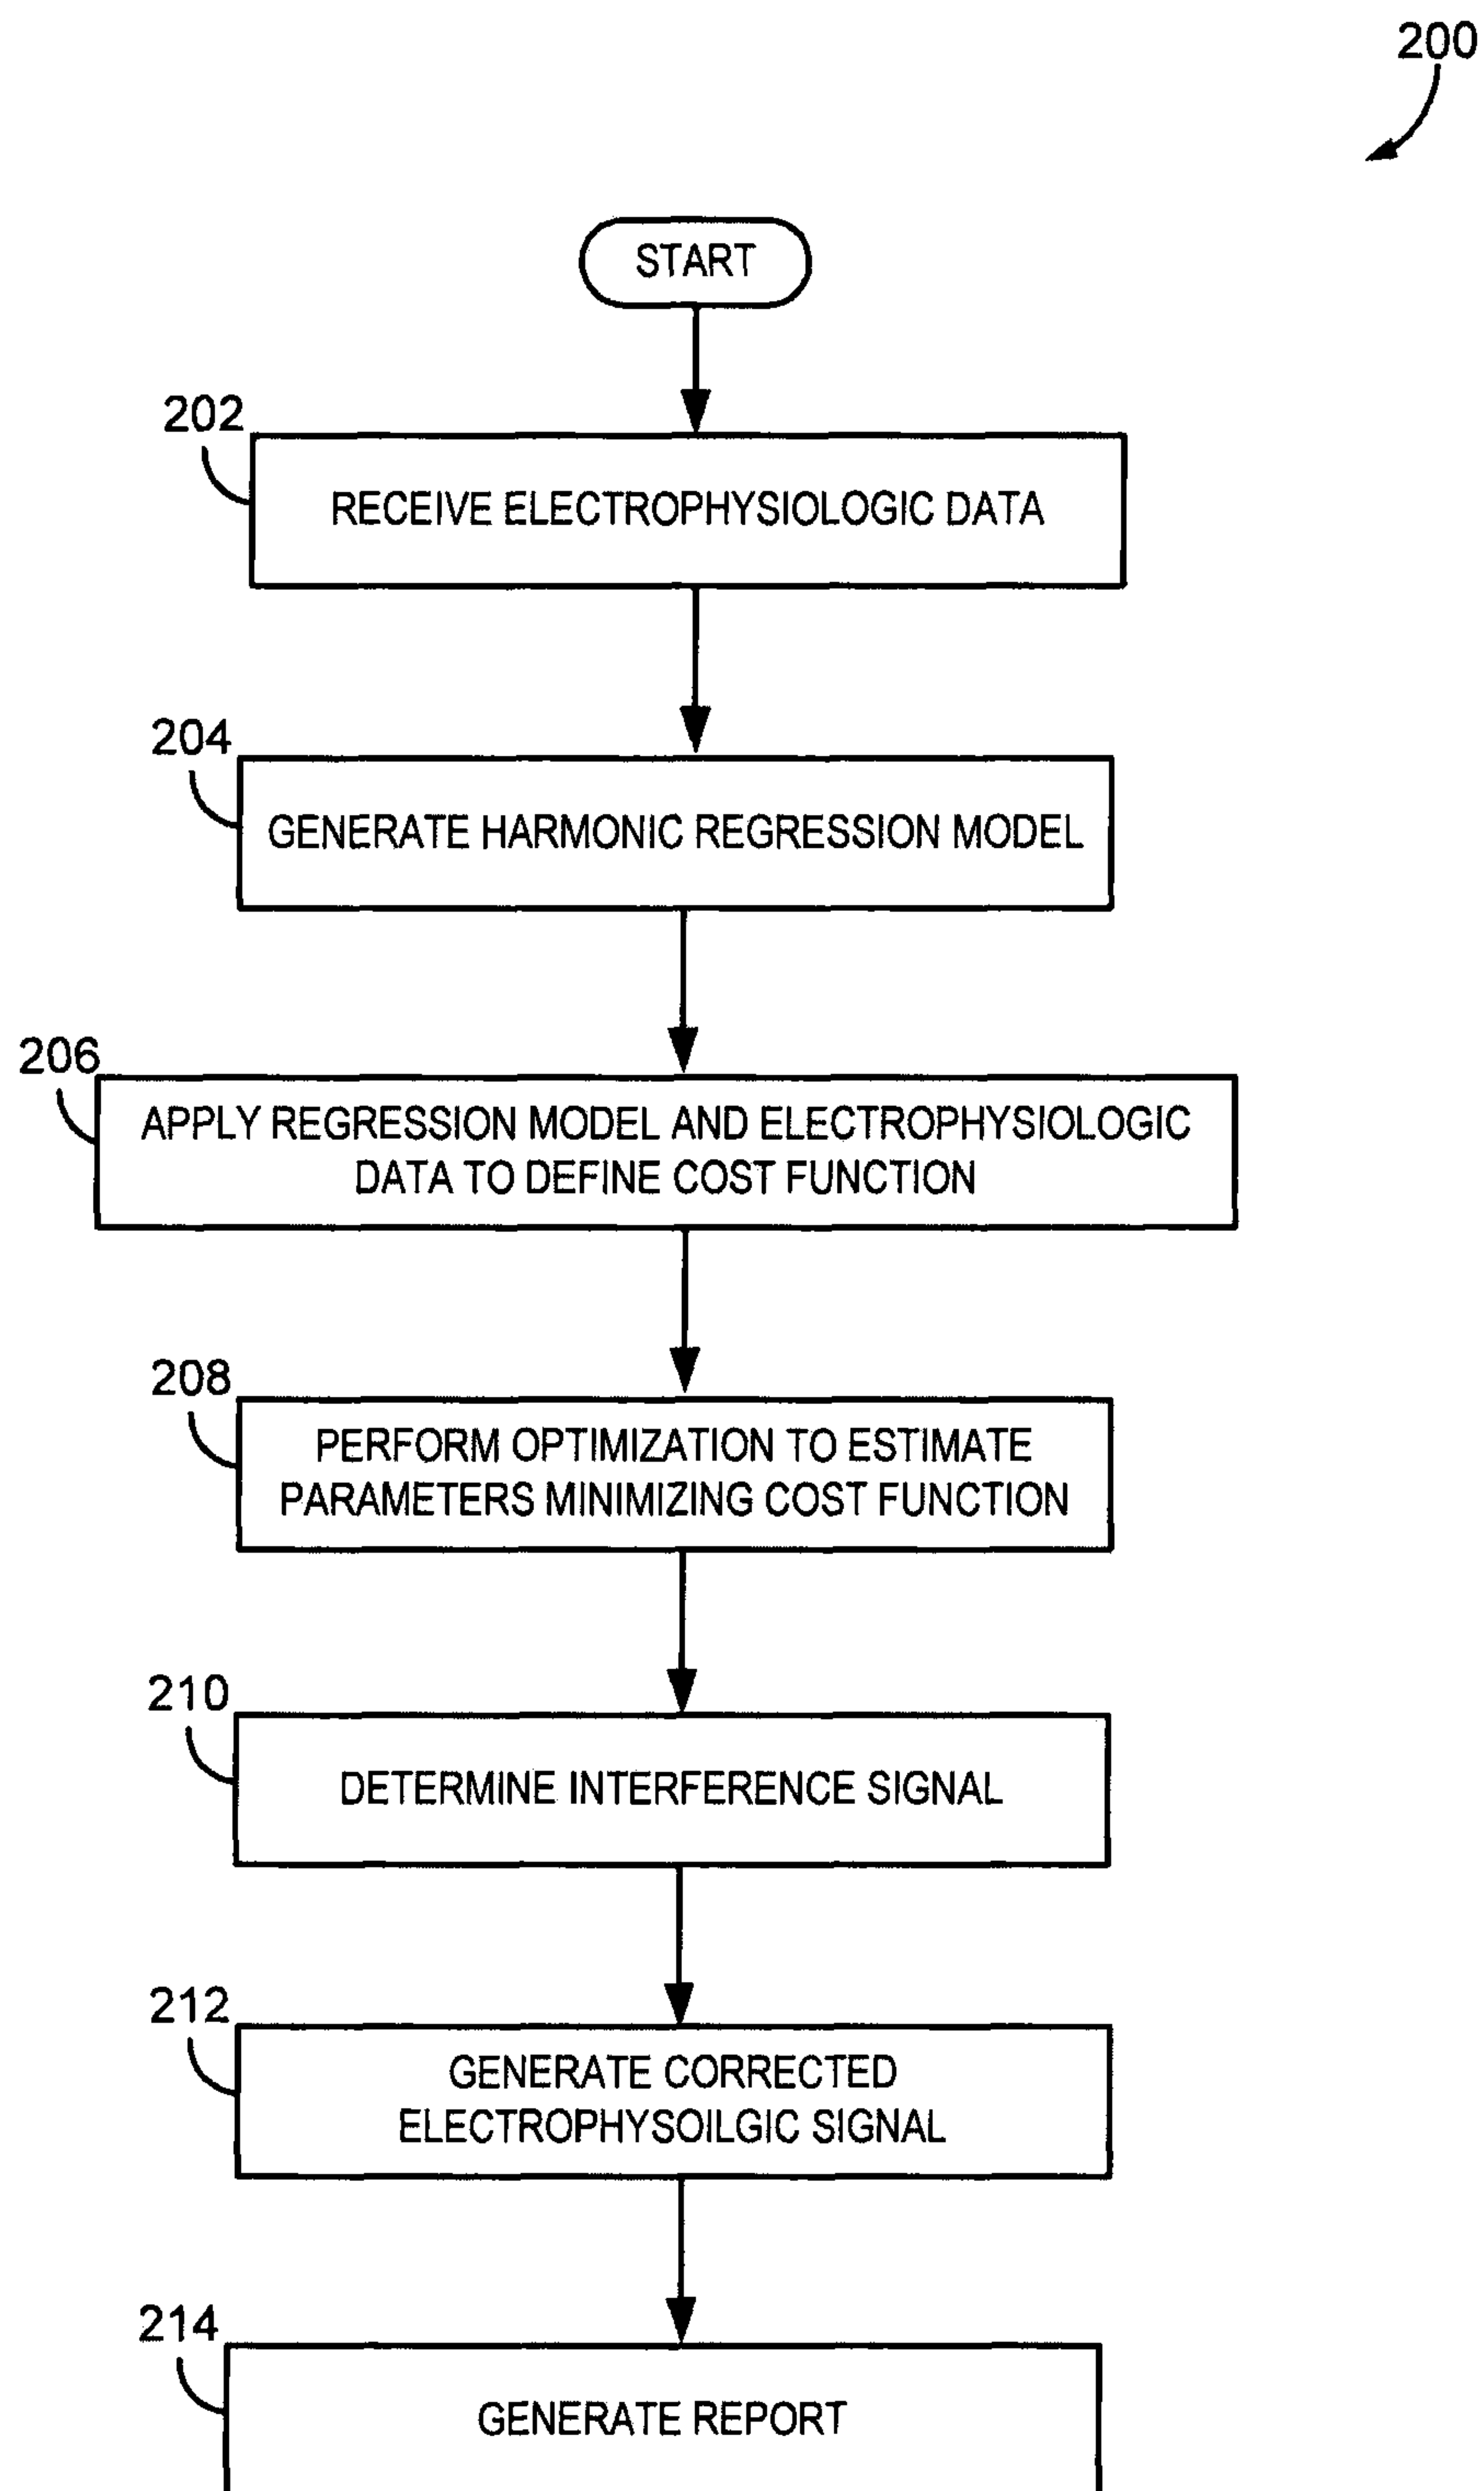 200
START
202
RECEIVE ELECTROPHYSIOLOGIC DATA
204
GENERATE HARMONIC REGRESSION MODEL
206
APPLY REGRESSION MODEL AND ELECTROPHYSIOLOGIC
DATA TO DEFINE COST FUNCTION
208
PERFORM OPTIMIZATION TO ESTIMATE
PARAMETERS MINIMIZING COST FUNCTION
210
DETERMINE INTERFERENCE SIGNAL
212
GENERATE CORRECTED
ELECTROPHYSOILGIC SIGNAL
214
GENERATE REPORT